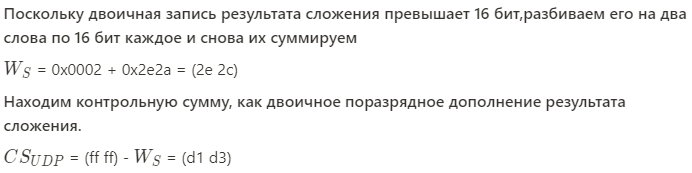 Поскольку двоичная запись результата сложения превышает 16 бит,разбиваем его на два
слова по 16 бит каждое и снова их суммируем
W_S = 0x0002 + 0x2e2a = (2e 2c)
Находим контрольную сумму, как двоичное поразрядное дополнение результата
сложения.
CS_{UDP} = (ff ff) - W_S = (d1 d3)